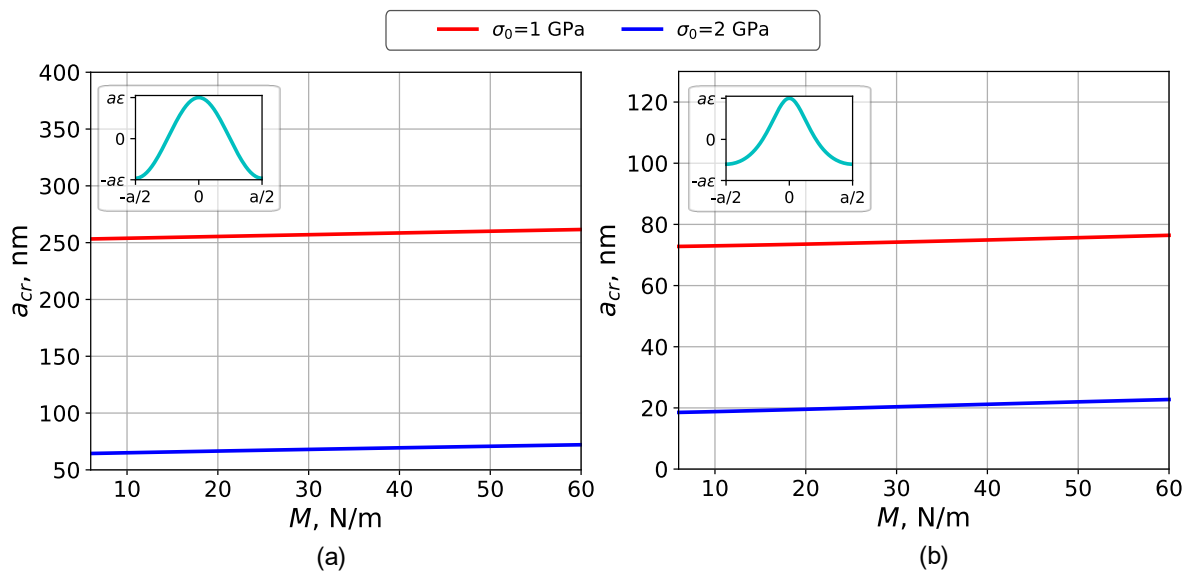 σ₀=1 GPa σ₀=2 GPa
400
350
300
250
200
150
100
50
a_cr, nm
aε
0
-aε
-a/2 0 a/2
10 20 30 40 50 60
M, N/m
(a)
120
100
80
60
40
20
0
a_cr, nm
aε
0
-aε
-a/2 0 a/2
10 20 30 40 50 60
M, N/m
(b)